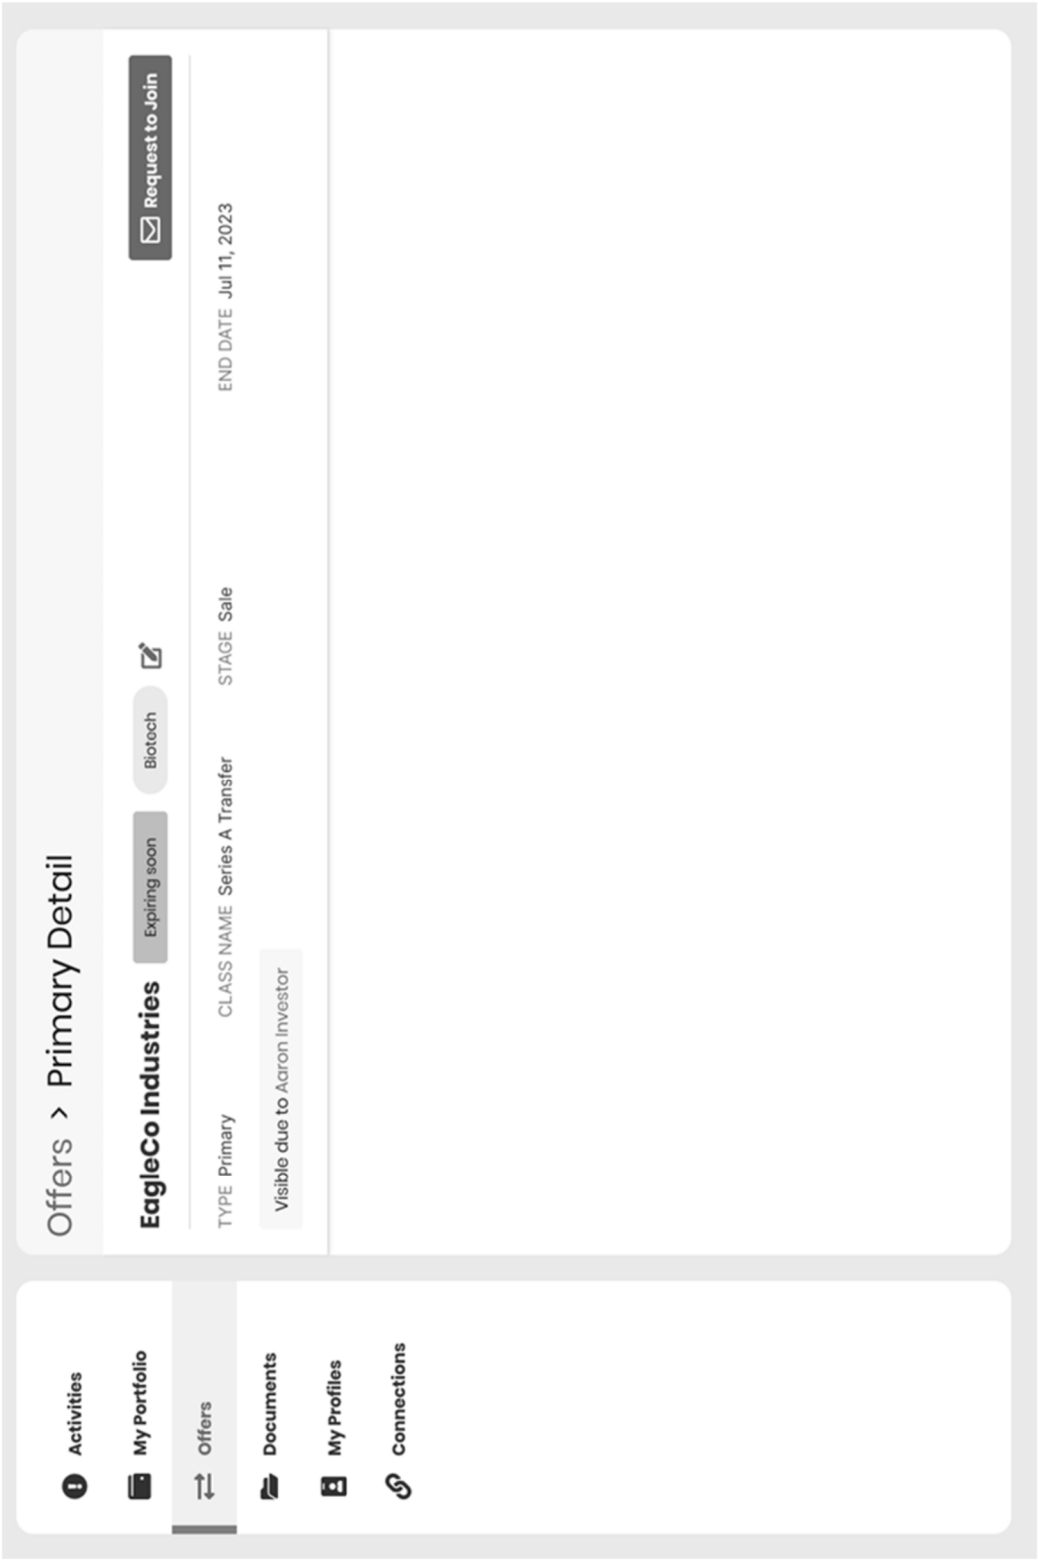 Activities
My Portfolio
Offers
Documents
My Profiles
Connections
Offers > Primary Detail
EagleCo Industries Expiring soon Biotech
Request to Join
TYPE Primary CLASS NAME Series A Transfer STAGE Sale END DATE Jul 11, 2023
Visible due to Aaron Investor